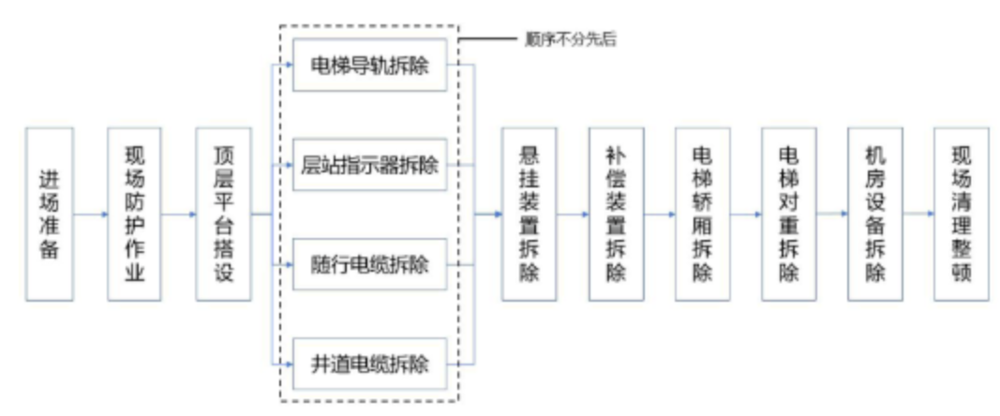 进场准备
现场防护作业
顶层平台搭设
电梯导轨拆除
层站指示器拆除
随行电缆拆除
井道电缆拆除
顺序不分先后
悬挂装置拆除
补偿装置拆除
电梯轿厢拆除
电梯对重拆除
机房设备拆除
现场清理整顿